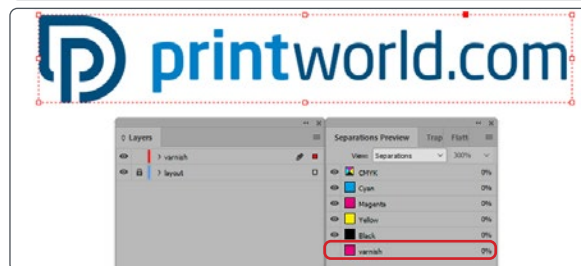 printworld.com
Layers
varnish
layout
Separations Preview Trap Flatt
View: Separations 300%
CMYK 0%
Cyan 0%
Magenta 0%
Yellow 0%
Black 0%
varnish 0%